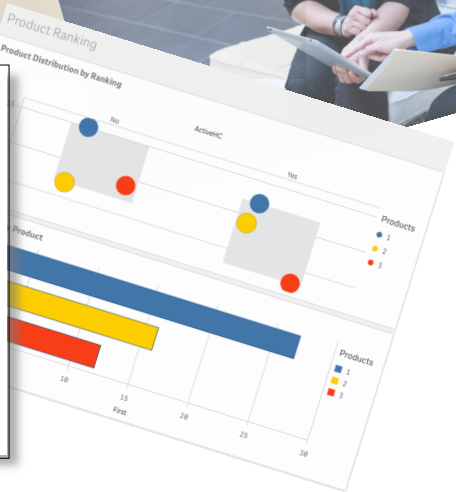 Product Ranking
Product Distribution by Ranking
No
ActiveHC
Yes
Products
1
2
3
Product
Products
1
2
3
10
15
20
25
30
First